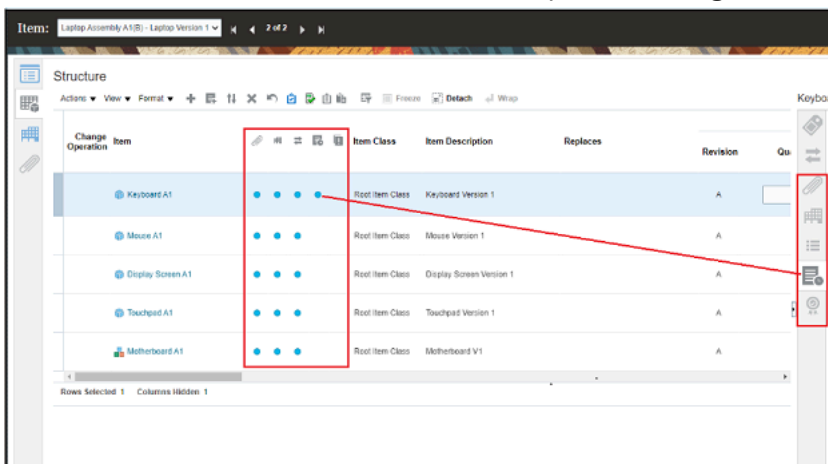 Item: Laptop Assembly A1(B) - Laptop Version 1 2 of 2
Structure
Actions View Format Freeze Detach Wrap
Keybo
Change Operation Item Item Class Item Description Replaces Revision Qu
Keyboard A1 Root Item Class Keyboard Version 1 A
Mouse A1 Root Item Class Mouse Version 1 A
Display Screen A1 Root Item Class Display Screen Version 1 A
Touchpad A1 Root Item Class Touchpad Version 1 A
Motherboard A1 Root Item Class Motherboard V1 A
Rows Selected 1 Columns Hidden 1